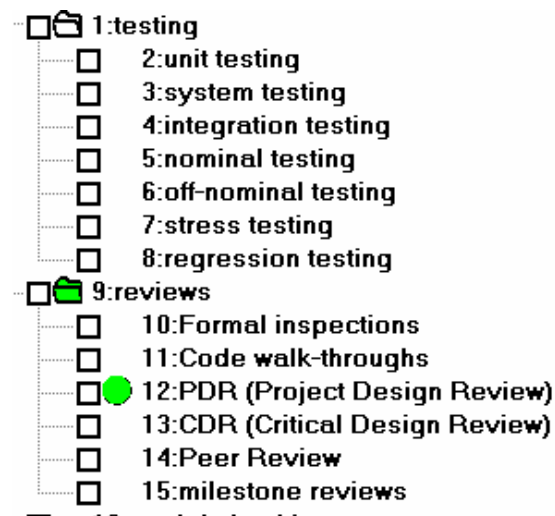 1:testing
2:unit testing
3:system testing
4:integration testing
5:nominal testing
6:off-nominal testing
7:stress testing
8:regression testing
9:reviews
10:Formal inspections
11:Code walk-throughs
12:PDR (Project Design Review)
13:CDR (Critical Design Review)
14:Peer Review
15:milestone reviews